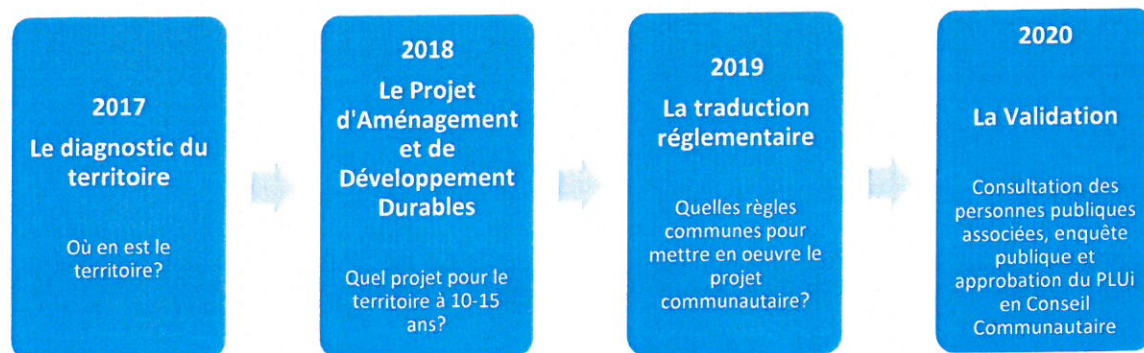 2017
Le diagnostic du
territoire
Où en est le
territoire?
2018
Le Projet
d'Aménagement
et de
Développement
Durables
Quel projet pour le
territoire à 10-15
ans?
2019
La traduction
réglementaire
Quelles règles
communes pour
mettre en oeuvre le
projet
communautaire?
2020
La Validation
Consultation des
personnes publiques
associées, enquête
publique et
approbation du PLUi
en Conseil
Communautaire